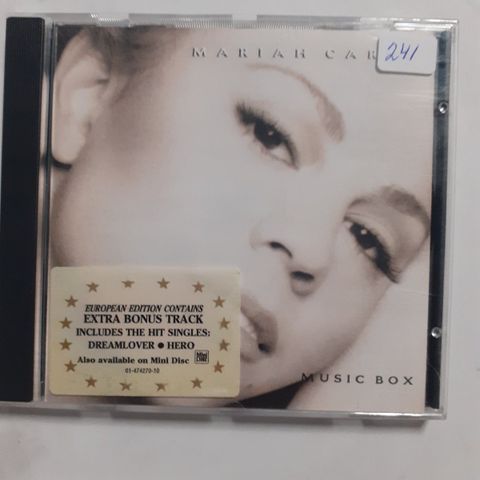 MARIAH CAR
241
EUROPEAN EDITION CONTAINS
EXTRA BONUS TRACK
INCLUDES THE HIT SINGLES:
DREAMLOVER ● HERO
Also available on Mini Disc
01-474270-10
MUSIC BOX